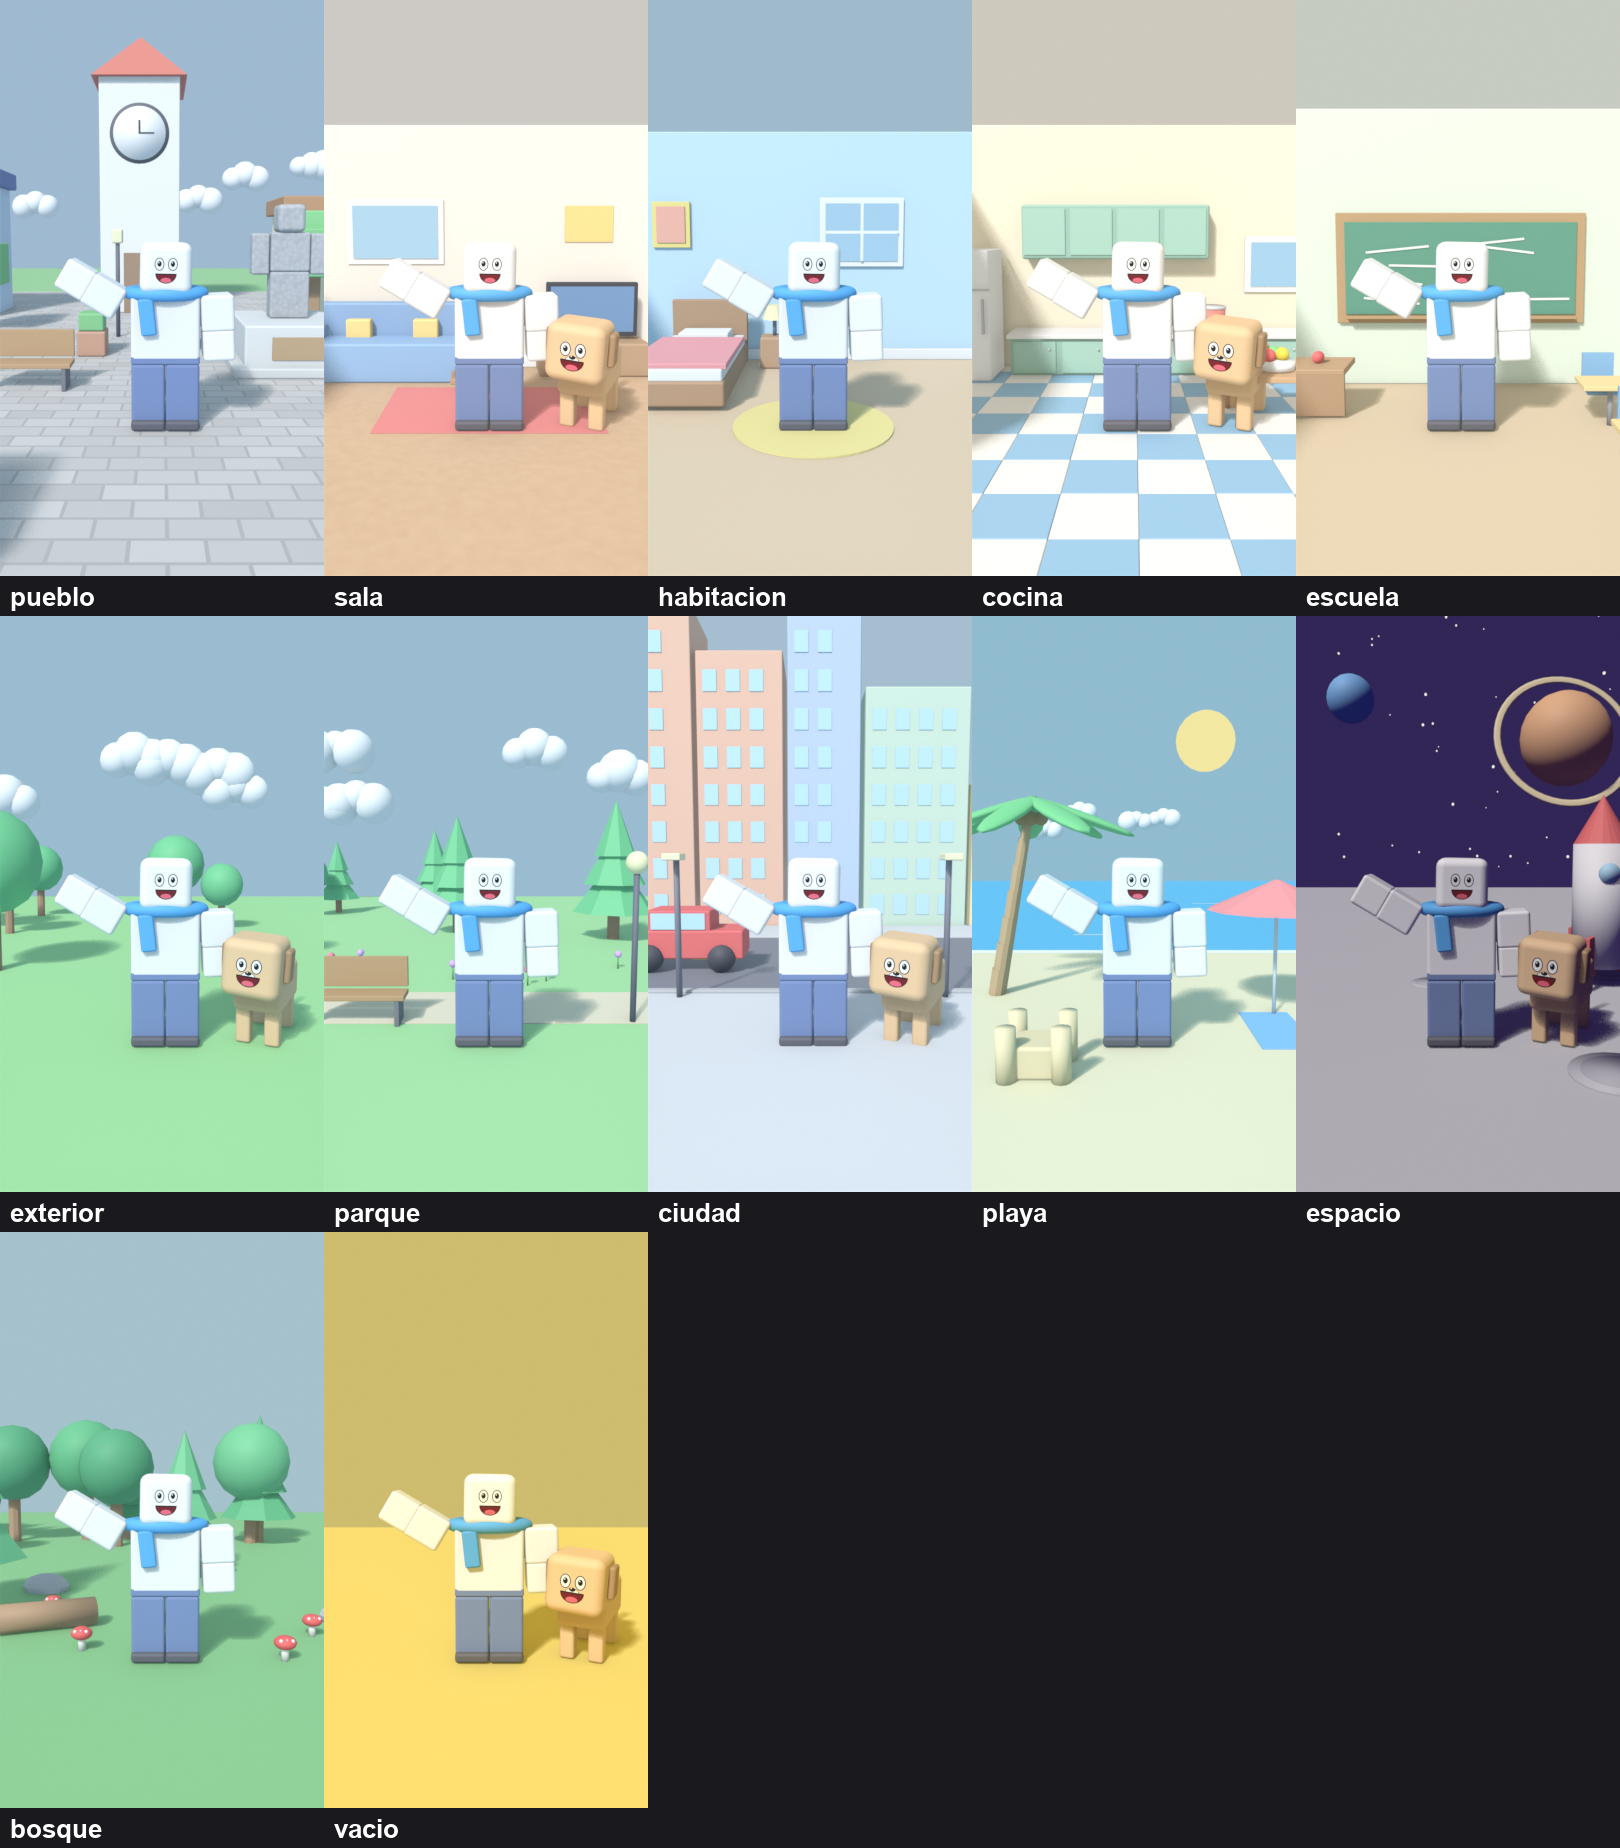 pueblo
sala
habitacion
cocina
escuela
exterior
parque
ciudad
playa
espacio
bosque
vacio